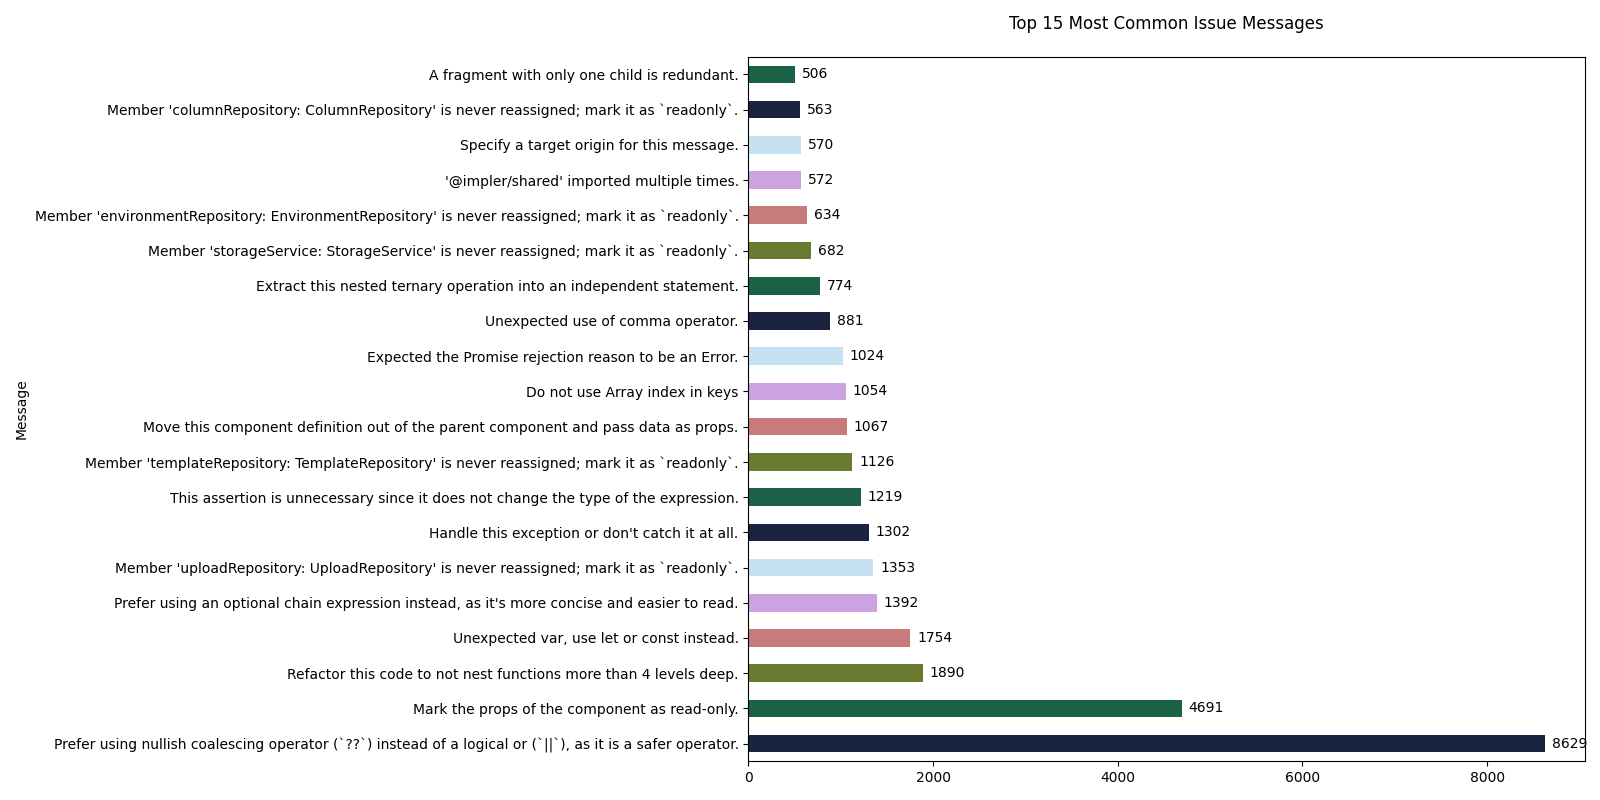 Top 15 Most Common Issue Messages
A fragment with only one child is redundant. 506
Member 'columnRepository: ColumnRepository' is never reassigned; mark it as `readonly`. 563
Specify a target origin for this message. 570
'@impler/shared' imported multiple times. 572
Member 'environmentRepository: EnvironmentRepository' is never reassigned; mark it as `readonly`. 634
Member 'storageService: StorageService' is never reassigned; mark it as `readonly`. 682
Extract this nested ternary operation into an independent statement. 774
Unexpected use of comma operator. 881
Expected the Promise rejection reason to be an Error. 1024
Do not use Array index in keys 1054
Move this component definition out of the parent component and pass data as props. 1067
Member 'templateRepository: TemplateRepository' is never reassigned; mark it as `readonly`. 1126
This assertion is unnecessary since it does not change the type of the expression. 1219
Handle this exception or don't catch it at all. 1302
Member 'uploadRepository: UploadRepository' is never reassigned; mark it as `readonly`. 1353
Prefer using an optional chain expression instead, as it's more concise and easier to read. 1392
Unexpected var, use let or const instead. 1754
Refactor this code to not nest functions more than 4 levels deep. 1890
Mark the props of the component as read-only. 4691
Prefer using nullish coalescing operator (`??`) instead of a logical or (`||`), as it is a safer operator. 8629
0 2000 4000 6000 8000
Message